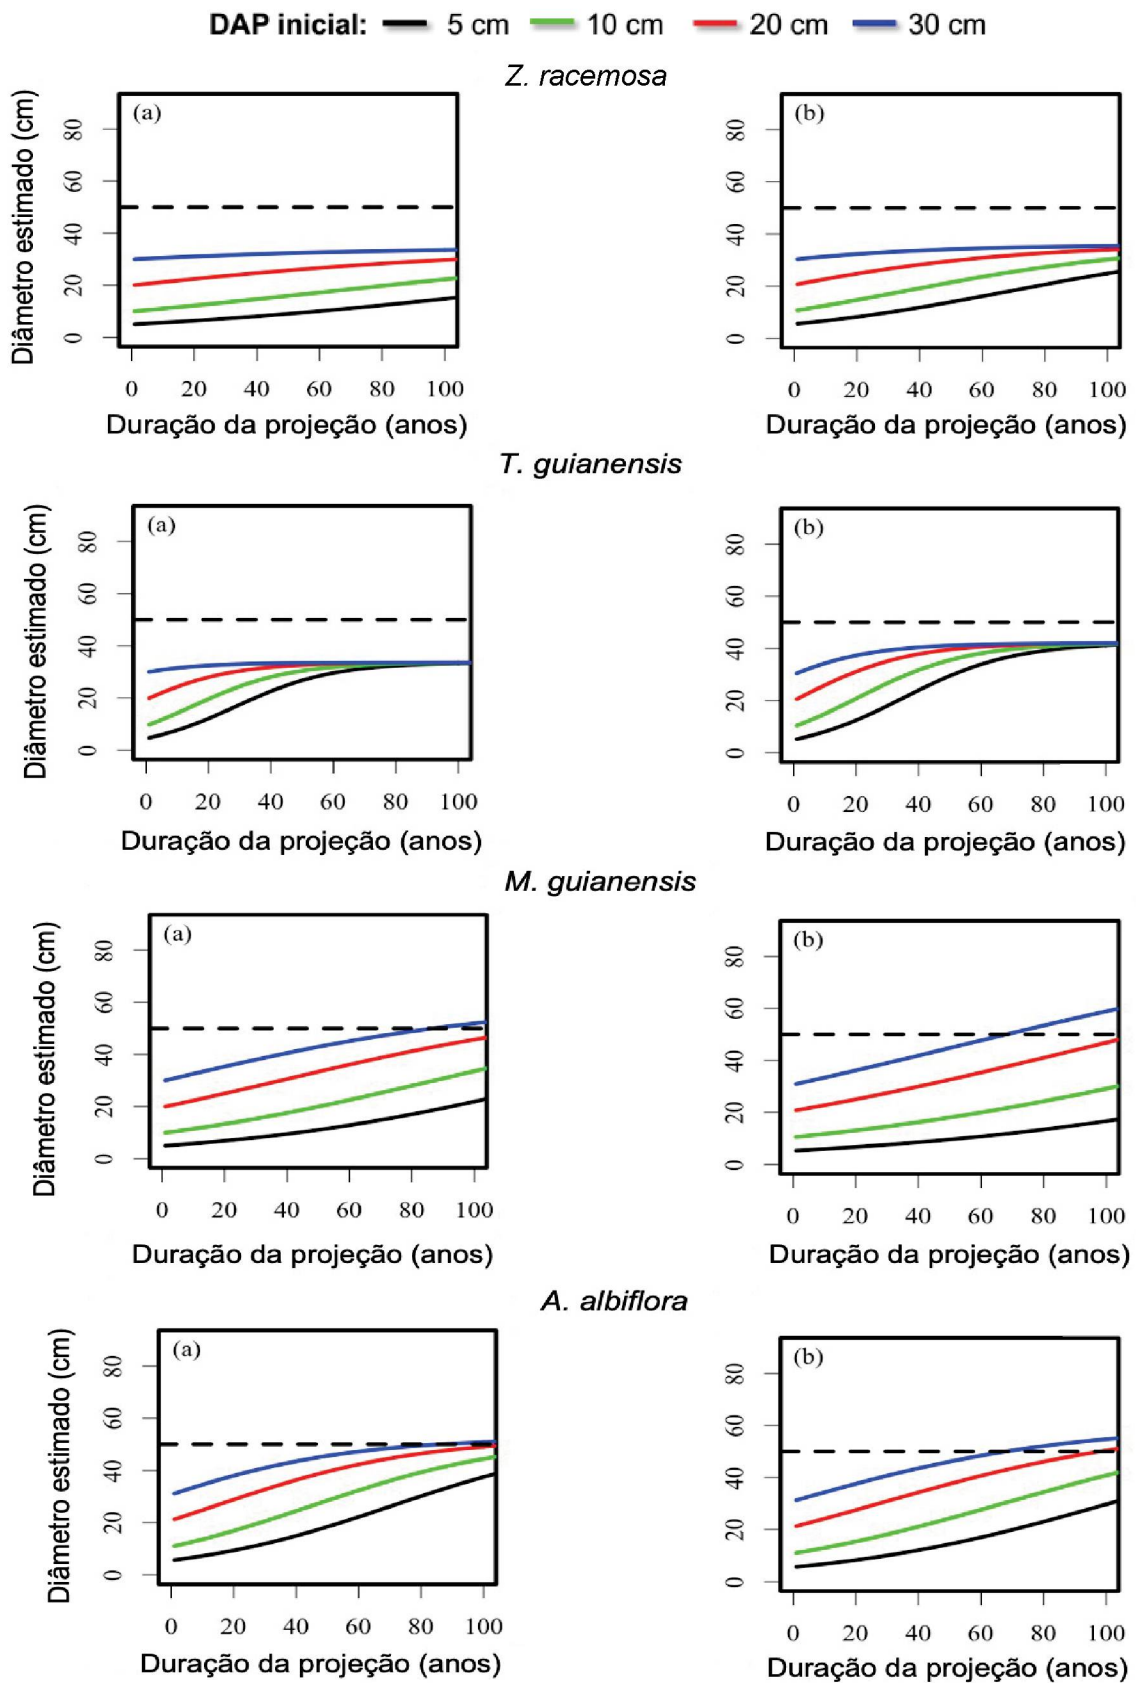 DAP inicial: 5 cm 10 cm 20 cm 30 cm
Z. racemosa
Diâmetro estimado (cm)
(a)
80
60
40
20
0
0 20 40 60 80 100
Duração da projeção (anos)
(b)
80
60
40
20
0
0 20 40 60 80 100
Duração da projeção (anos)
T. guianensis
Diâmetro estimado (cm)
(a)
80
60
40
20
0
0 20 40 60 80 100
Duração da projeção (anos)
(b)
80
60
40
20
0
0 20 40 60 80 100
Duração da projeção (anos)
M. guianensis
Diâmetro estimado (cm)
(a)
80
60
40
20
0
0 20 40 60 80 100
Duração da projeção (anos)
(b)
80
60
40
20
0
0 20 40 60 80 100
Duração da projeção (anos)
A. albiflora
Diâmetro estimado (cm)
(a)
80
60
40
20
0
0 20 40 60 80 100
Duração da projeção (anos)
(b)
80
60
40
20
0
0 20 40 60 80 100
Duração da projeção (anos)